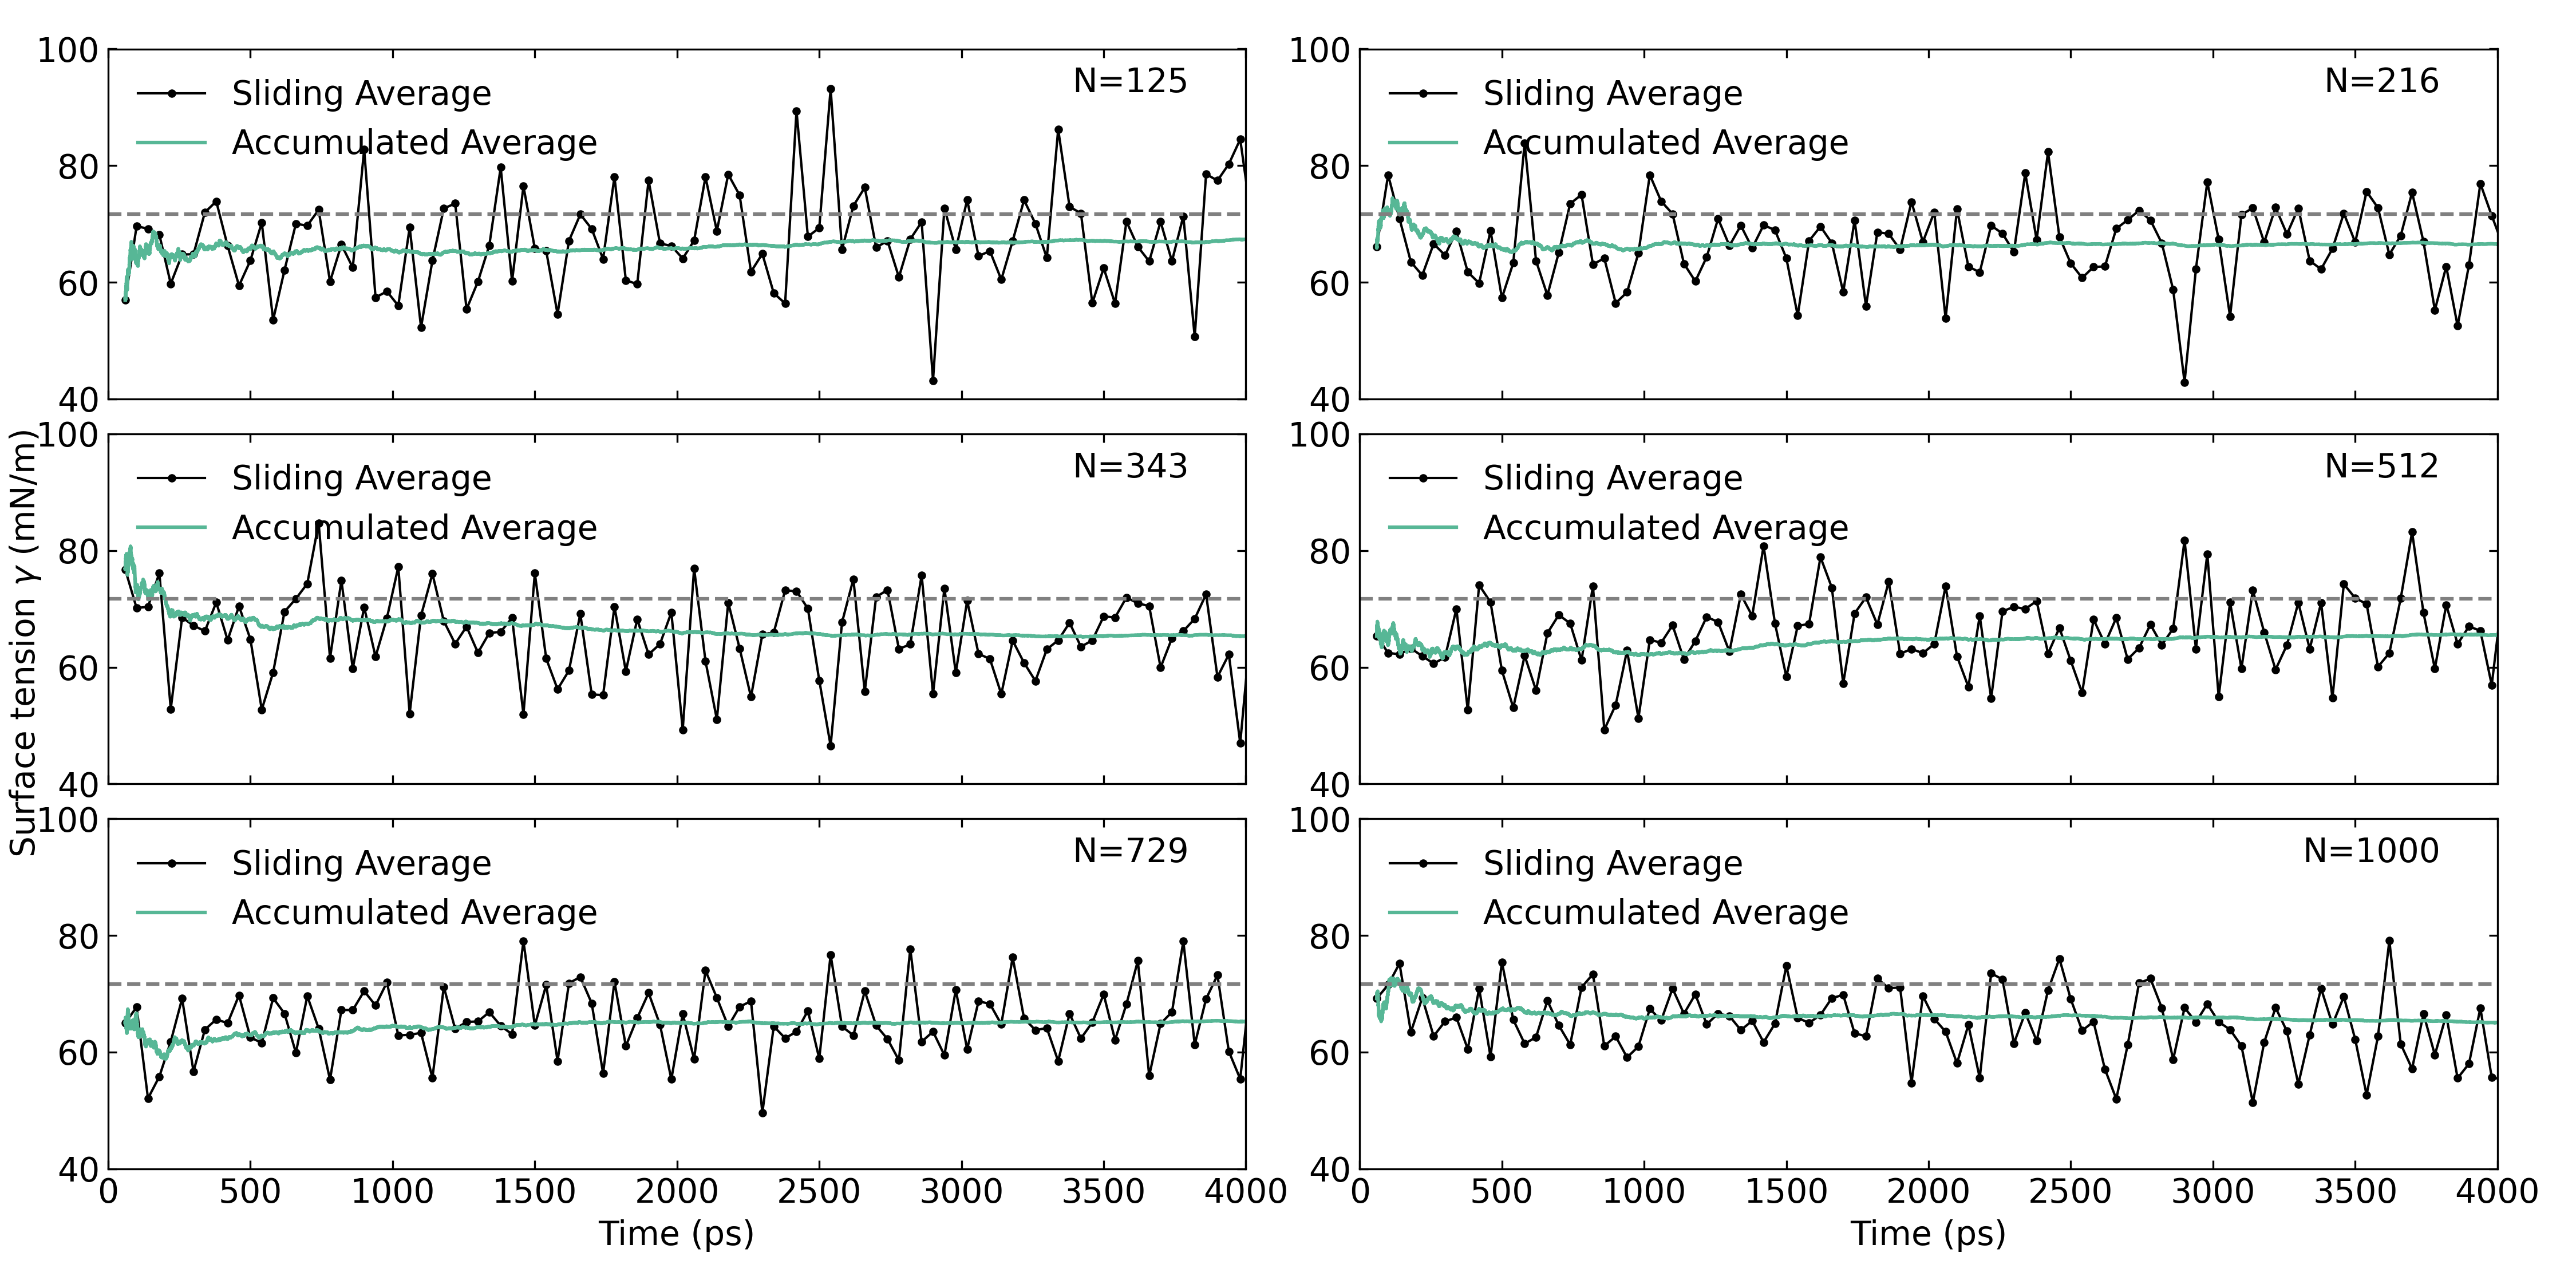 100
80
60
40
Sliding Average
Accumulated Average
N=125
100
80
60
40
Sliding Average
Accumulated Average
N=216
Surface tension γ (mN/m)
100
80
60
40
Sliding Average
Accumulated Average
N=343
100
80
60
40
Sliding Average
Accumulated Average
N=512
100
80
60
40
Sliding Average
Accumulated Average
N=729
0 500 1000 1500 2000 2500 3000 3500 4000
Time (ps)
100
80
60
40
Sliding Average
Accumulated Average
N=1000
0 500 1000 1500 2000 2500 3000 3500 4000
Time (ps)